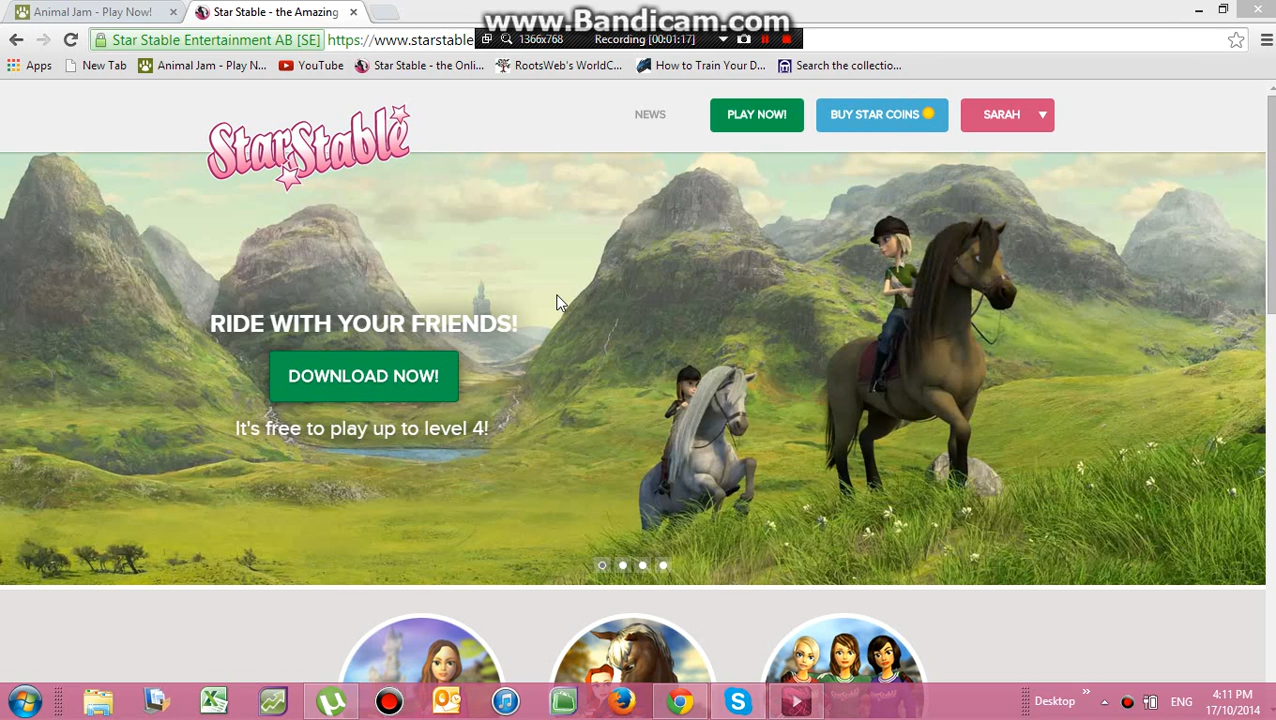 www.Bandicam.com
Animal Jam - Play Now!
Star Stable - the Amazing
1366x768
Recording [00:01:17]
Star Stable Entertainment AB [SE]
https://www.starstable
Apps
New Tab
Animal Jam - Play N...
YouTube
Star Stable - the Onli...
RootsWeb's WorldC...
How to Train Your D...
Search the collectio...
StarStable
NEWS
PLAY NOW!
BUY STAR COINS
SARAH
RIDE WITH YOUR FRIENDS!
DOWNLOAD NOW!
It's free to play up to level 4!
Desktop
ENG
4:11 PM
17/10/2014